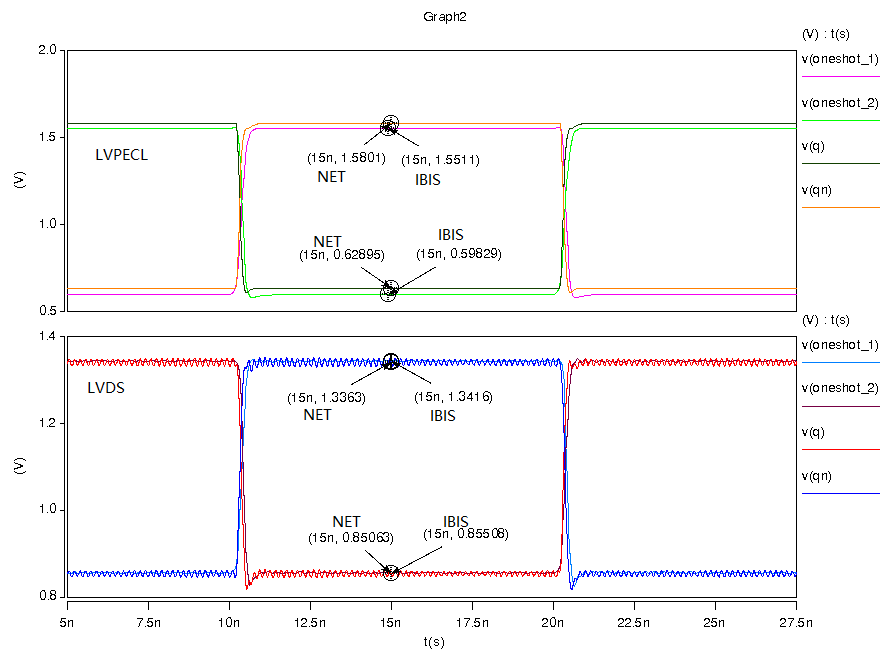 Graph2
(V) : t(s)
v(oneshot_1)
v(oneshot_2)
v(q)
v(qn)
2.0
1.5
1.0
0.5
(V)
LVPECL
(15n, 1.5801)
NET
(15n, 1.5511)
IBIS
NET
(15n, 0.62895)
IBIS
(15n, 0.59829)
(V) : t(s)
v(oneshot_1)
v(oneshot_2)
v(q)
v(qn)
1.4
1.2
1.0
0.8
(V)
LVDS
(15n, 1.3363)
NET
(15n, 1.3416)
IBIS
NET
(15n, 0.85063)
IBIS
(15n, 0.85508)
5n 7.5n 10n 12.5n 15n 17.5n 20n 22.5n 25n 27.5n
t(s)